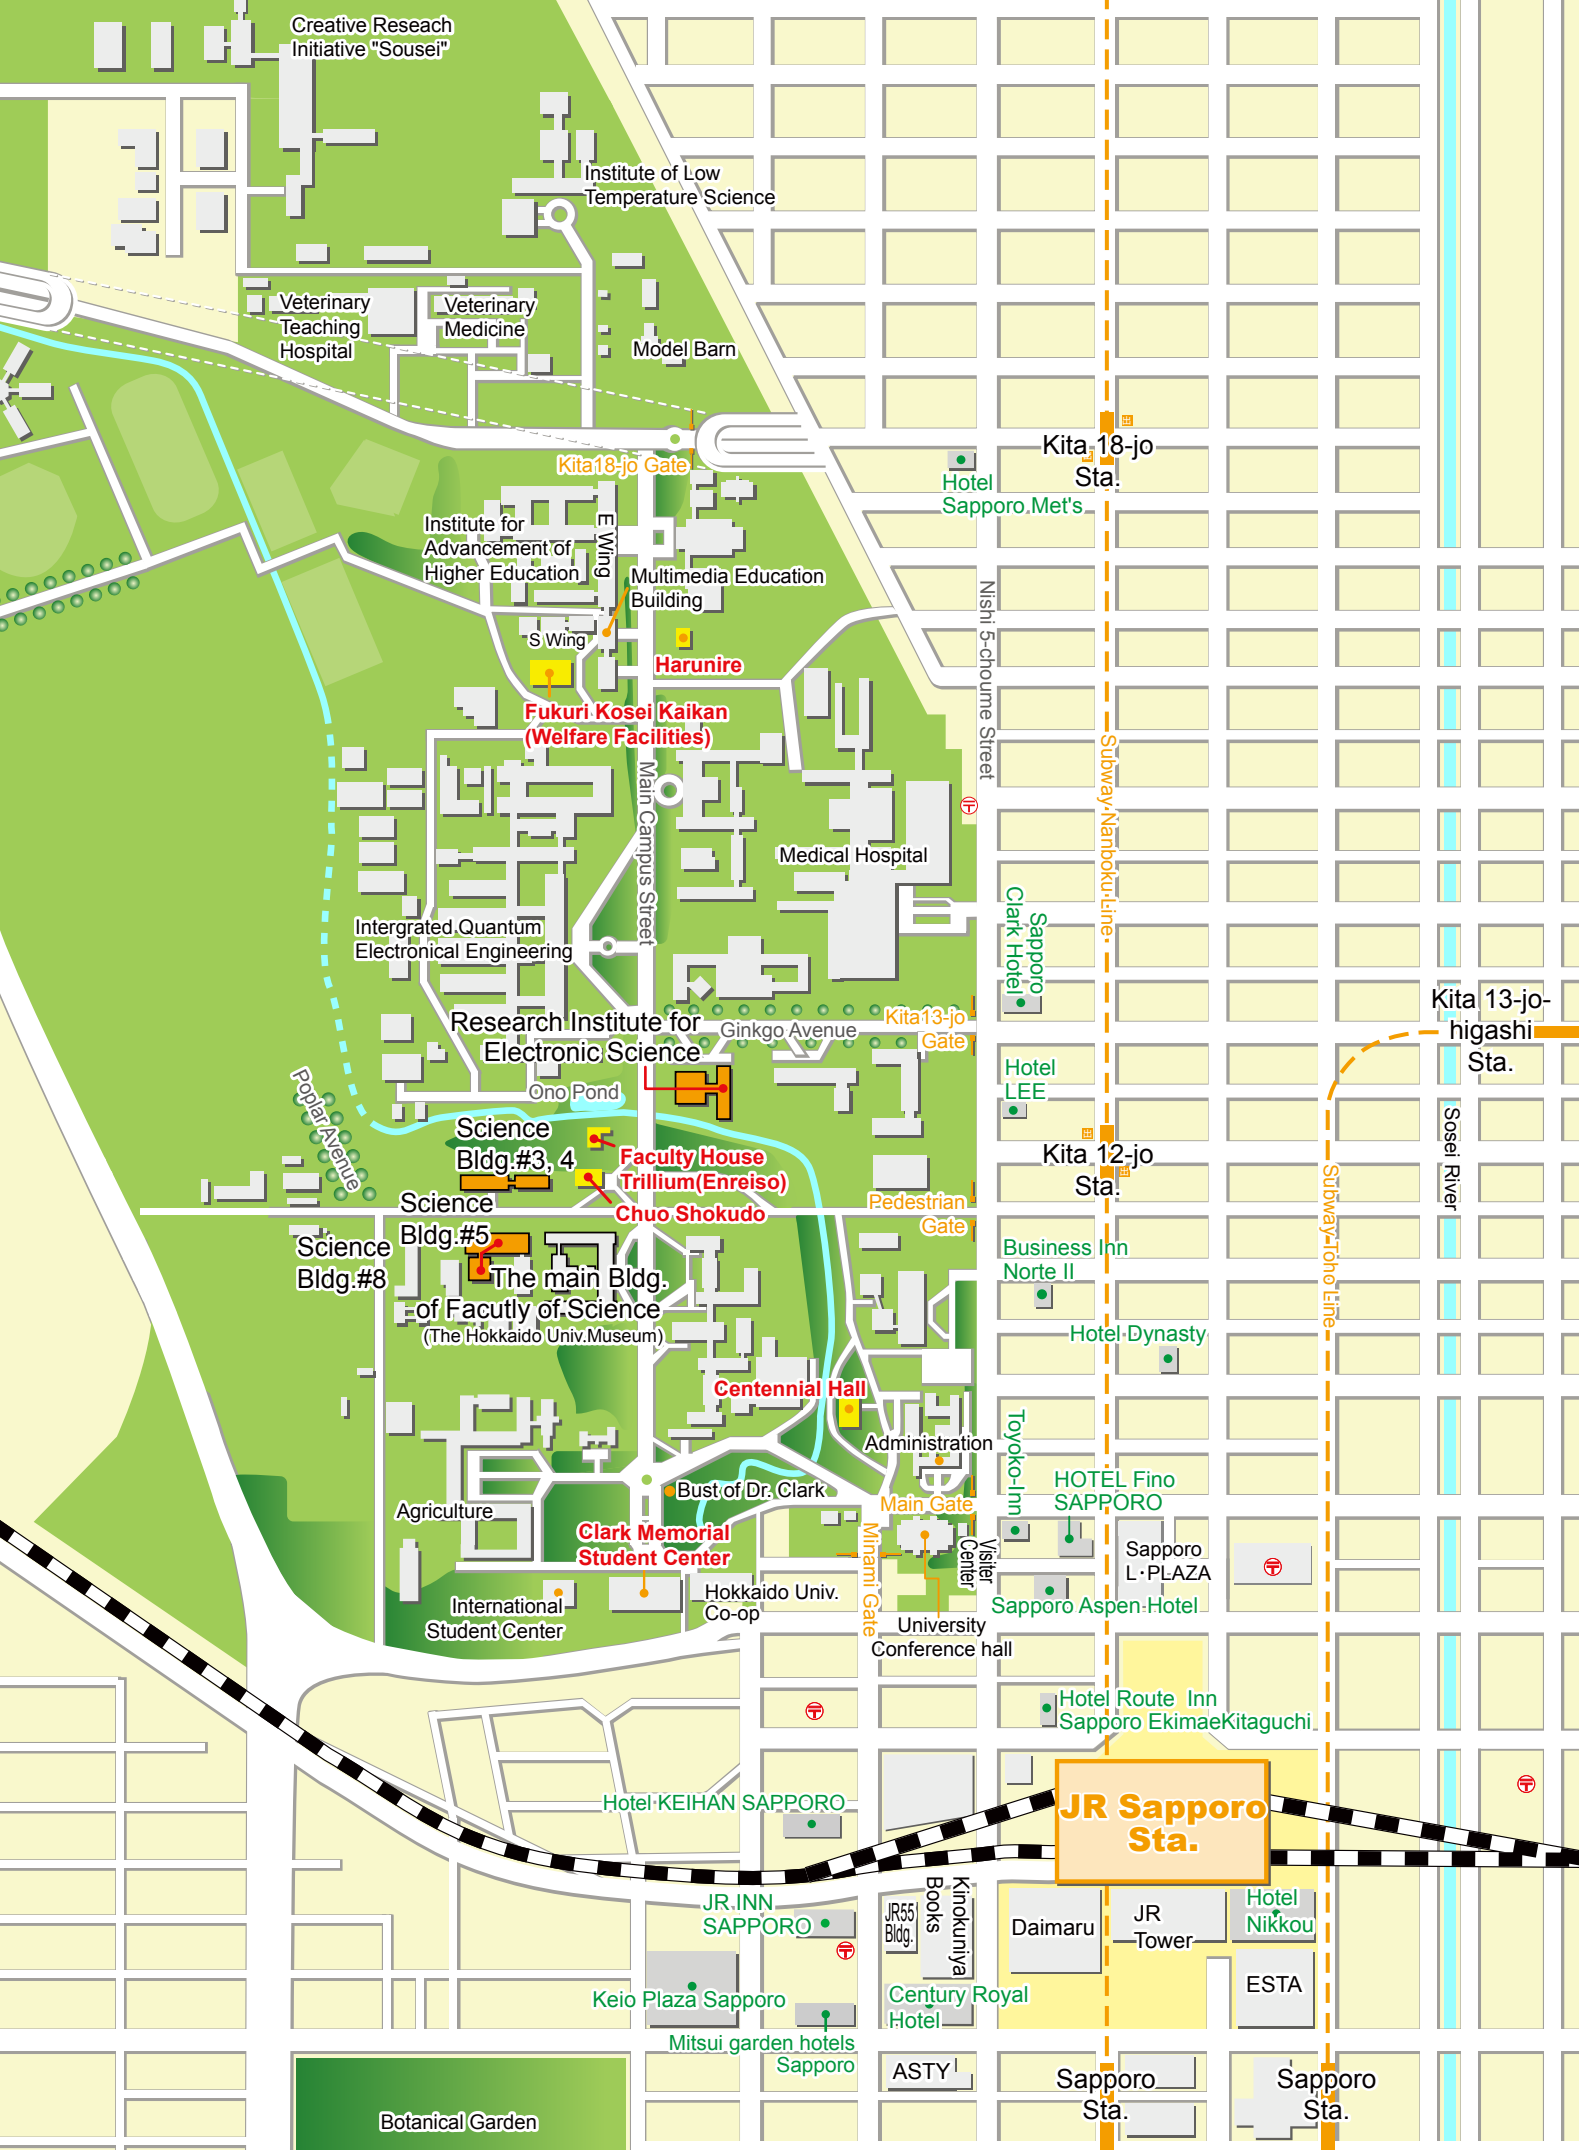 Creative Reseach
Initiative "Sousei"
Institute of Low
Temperature Science
Veterinary
Teaching
Hospital
Veterinary
Medicine
Model Barn
Kita18-jo Gate
Kita 18-jo
Sta.
Hotel
Sapporo Met's
Institute for
Advancement of
Higher Education
E Wing
Multimedia Education
Building
S Wing
Harunire
Nishi 5-choume Street
Fukuri Kosei Kaikan
(Welfare Facilities)
Main Campus Street
Subway Nanboku Line
Medical Hospital
Sapporo
Clark Hotel
Intergrated Quantum
Electronical Engineering
Kita 13-jo-
higashi
Sta.
Research Institute for
Electronic Science
Ginkgo Avenue
Kita13-jo
Gate
Hotel
LEE
Ono Pond
Poplar Avenue
Science
Bldg.#3, 4
Faculty House
Trillium(Enreiso)
Kita 12-jo
Sta.
Sosei River
Subway Toho Line
Science
Bldg.#5
Chuo Shokudo
Pedestrian
Gate
Science
Bldg.#8
Business Inn
Norte II
The main Bldg.
of Facutly of Science
(The Hokkaido Univ.Museum)
Hotel Dynasty
Centennial Hall
Administration
Toyoko-Inn
HOTEL Fino
SAPPORO
Bust of Dr. Clark
Main Gate
Agriculture
Clark Memorial
Student Center
Minami Gate
Visiter
Center
Sapporo
L・PLAZA
International
Student Center
Hokkaido Univ.
Co-op
Sapporo Aspen Hotel
University
Conference hall
Hotel Route Inn
Sapporo EkimaeKitaguchi
Hotel KEIHAN SAPPORO
JR Sapporo
Sta.
JR INN
SAPPORO
JR55
Bldg.
Kinokuniya
Books
Daimaru
JR
Tower
Hotel
Nikkou
ESTA
Keio Plaza Sapporo
Century Royal
Hotel
Mitsui garden hotels
Sapporo
ASTY
Sapporo
Sta.
Sapporo
Sta.
Botanical Garden